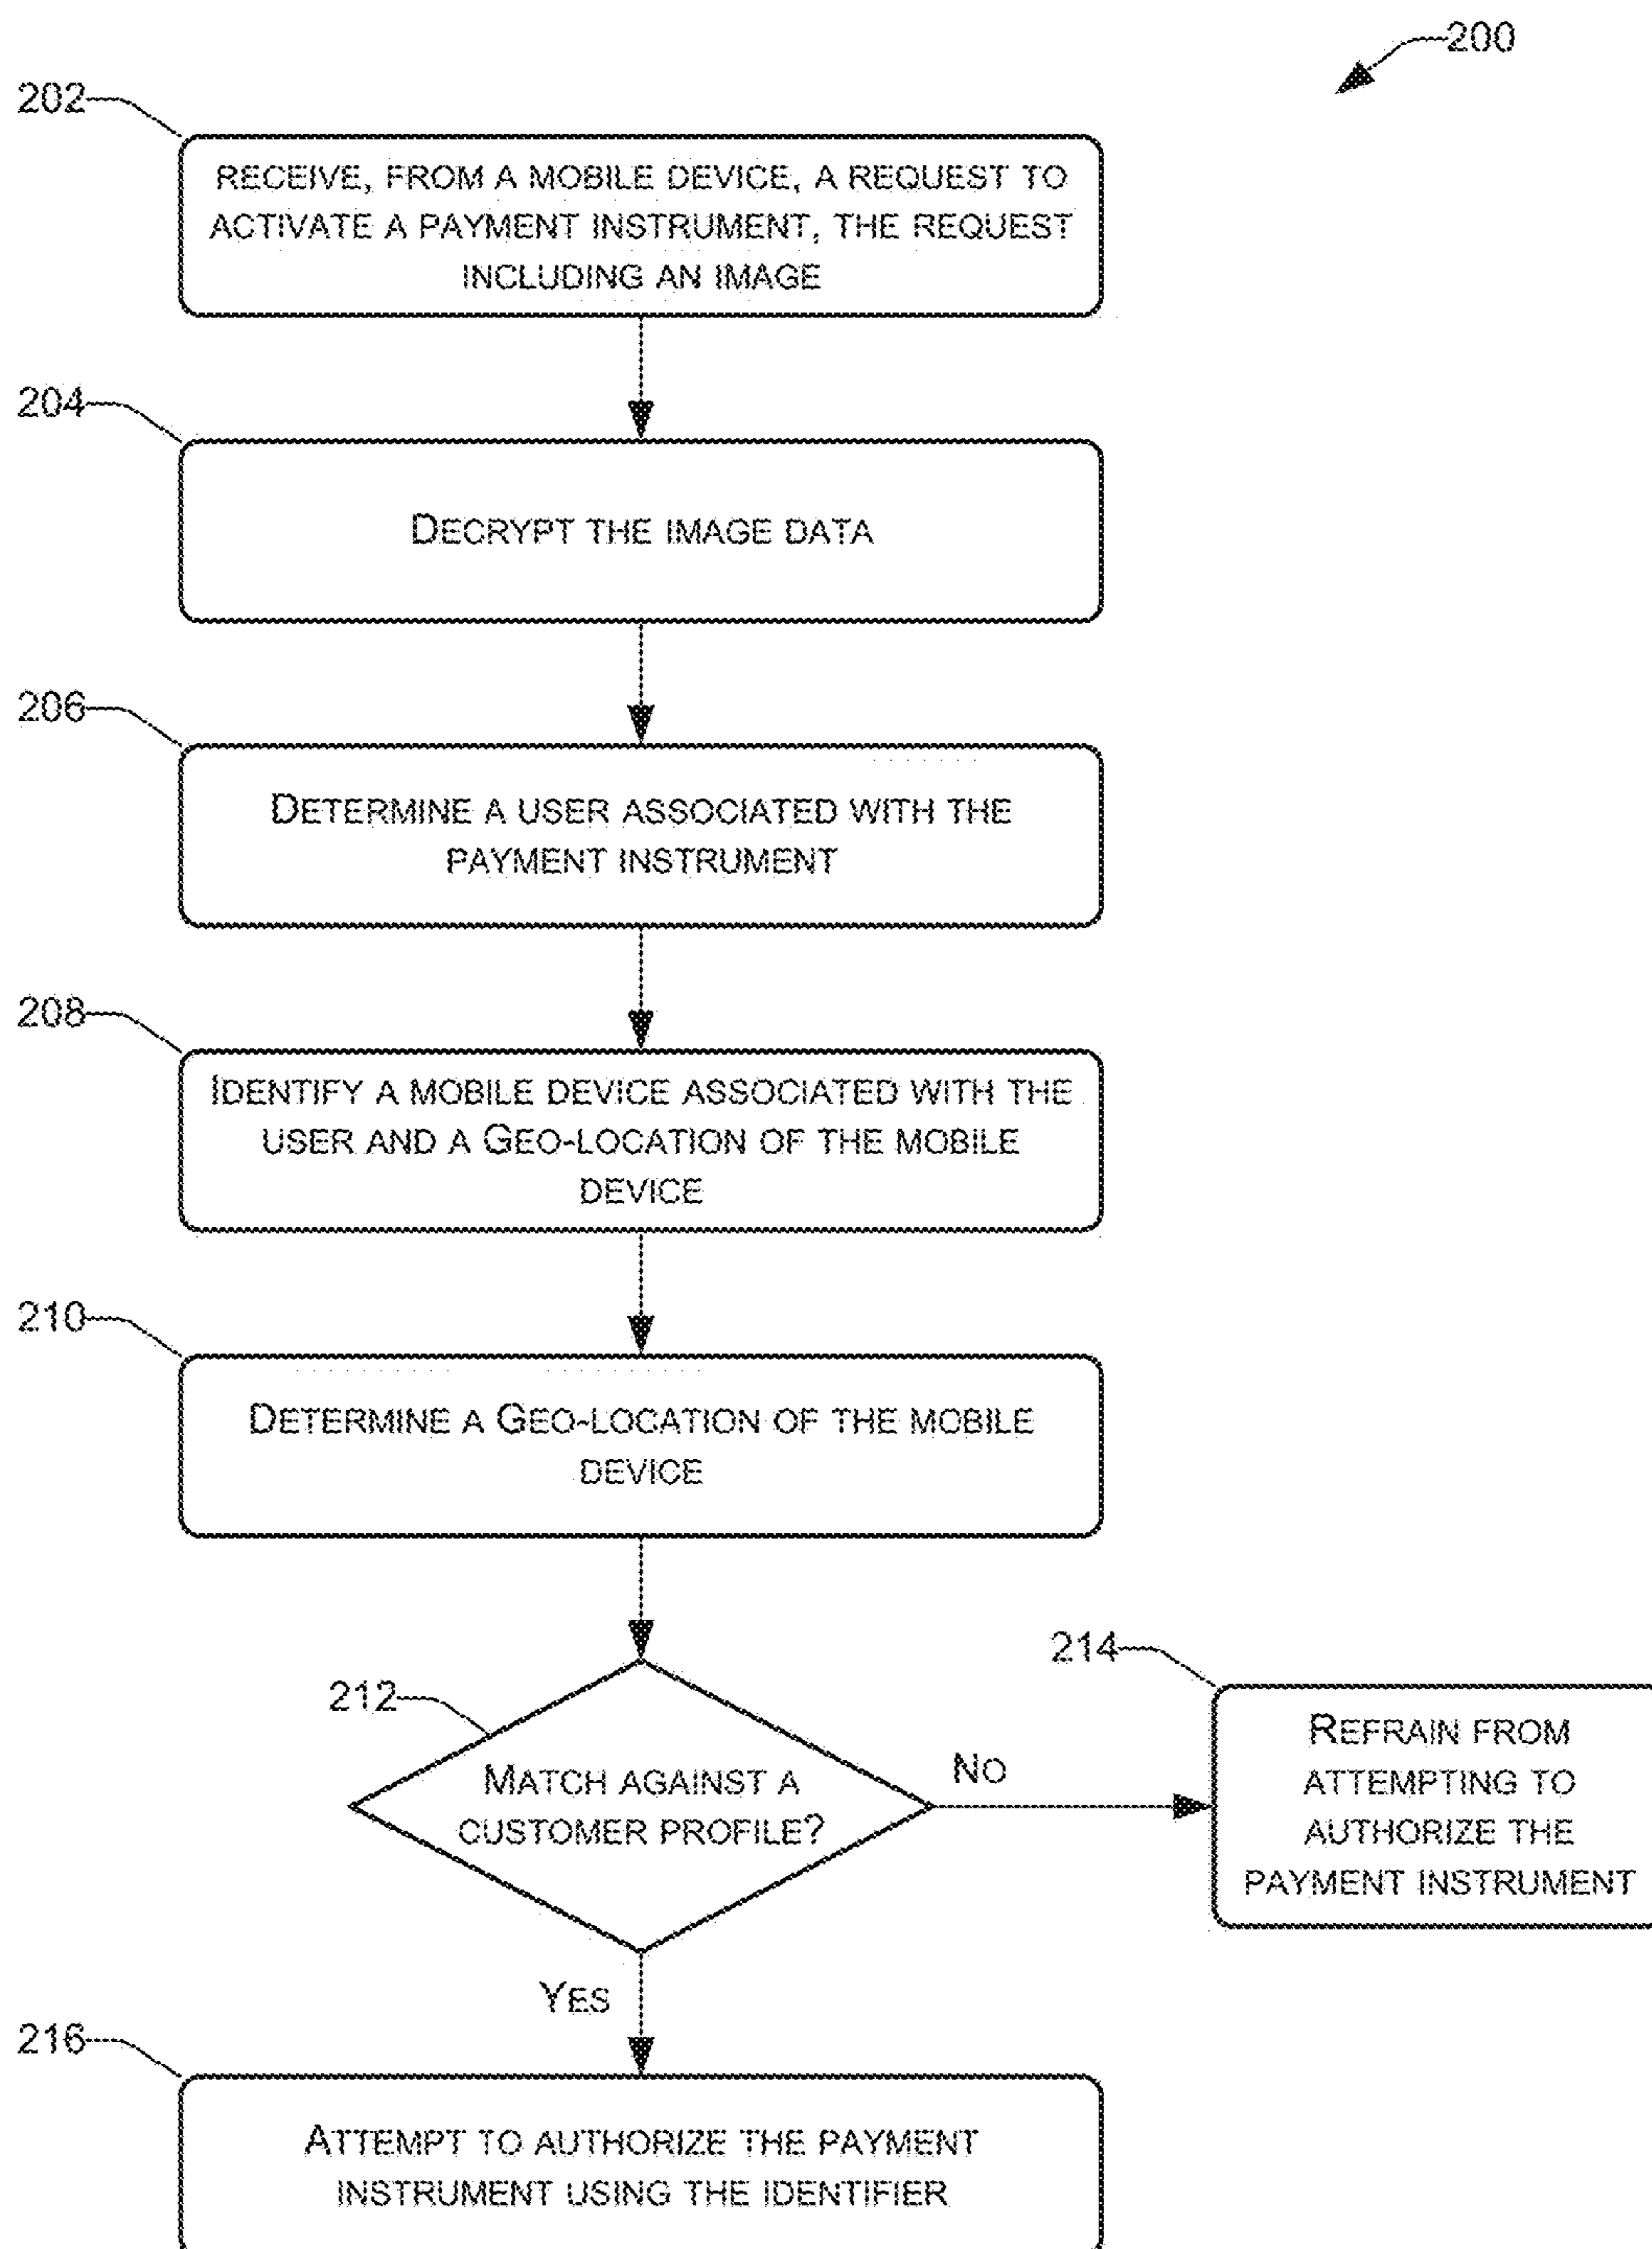 200
202
RECEIVE, FROM A MOBILE DEVICE, A REQUEST TO
ACTIVATE A PAYMENT INSTRUMENT, THE REQUEST
INCLUDING AN IMAGE
204
DECRYPT THE IMAGE DATA
206
DETERMINE A USER ASSOCIATED WITH THE
PAYMENT INSTRUMENT
208
IDENTIFY A MOBILE DEVICE ASSOCIATED WITH THE
USER AND A GEO-LOCATION OF THE MOBILE
DEVICE
210
DETERMINE A GEO-LOCATION OF THE MOBILE
DEVICE
212
MATCH AGAINST A
CUSTOMER PROFILE?
NO
214
REFRAIN FROM
ATTEMPTING TO
AUTHORIZE THE
PAYMENT INSTRUMENT
YES
216
ATTEMPT TO AUTHORIZE THE PAYMENT
INSTRUMENT USING THE IDENTIFIER